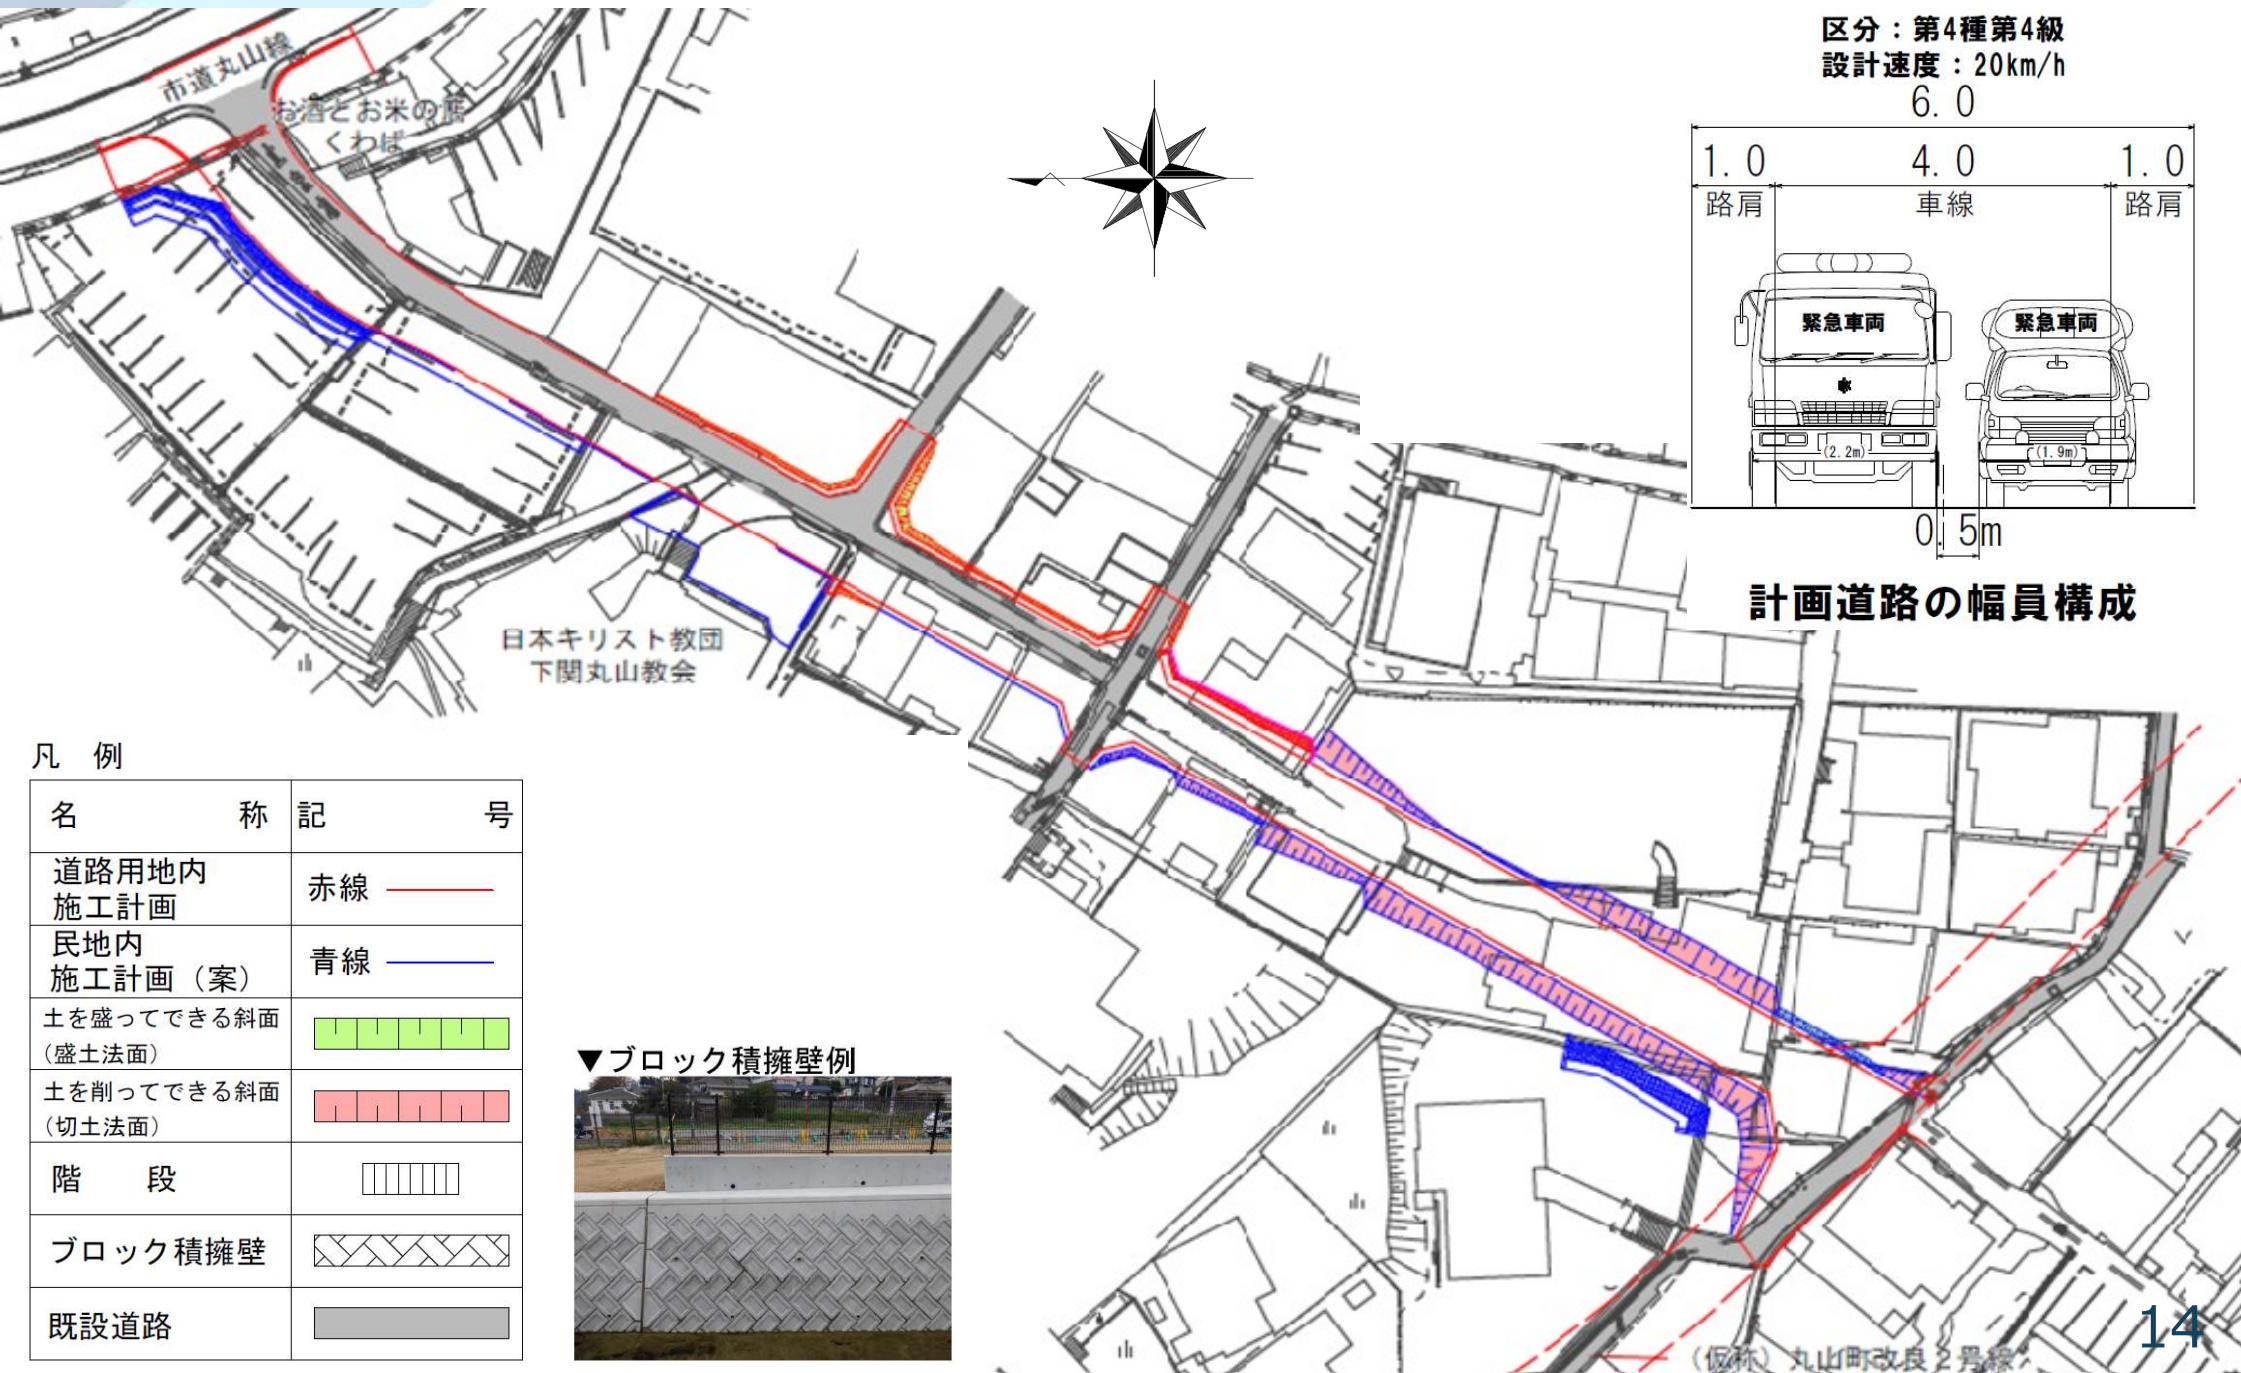 市道丸山線
お酒とお米の店
くわば
区分：第4種第4級
設計速度：20km/h
6.0
1.0 4.0 1.0
路肩 車線 路肩
緊急車両 緊急車両
(2.2m) (1.9m)
0.5m
計画道路の幅員構成
日本キリスト教団
下関丸山教会
凡 例
名 称 記 号
道路用地内
施工計画
赤線
民地内
施工計画（案）
青線
土を盛ってできる斜面
（盛土法面）
土を削ってできる斜面
（切土法面）
階 段
ブロック積擁壁
既設道路
▼ブロック積擁壁例
（仮称）丸山町改良２号線
14